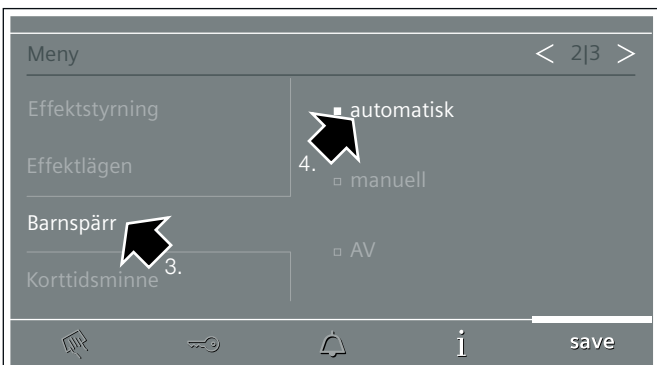 Meny < 2|3 >
Effektstyrning
automatisk
4.
Effektlägen
manuell
Barnspärr
3.
AV
Korttidsminne
i save